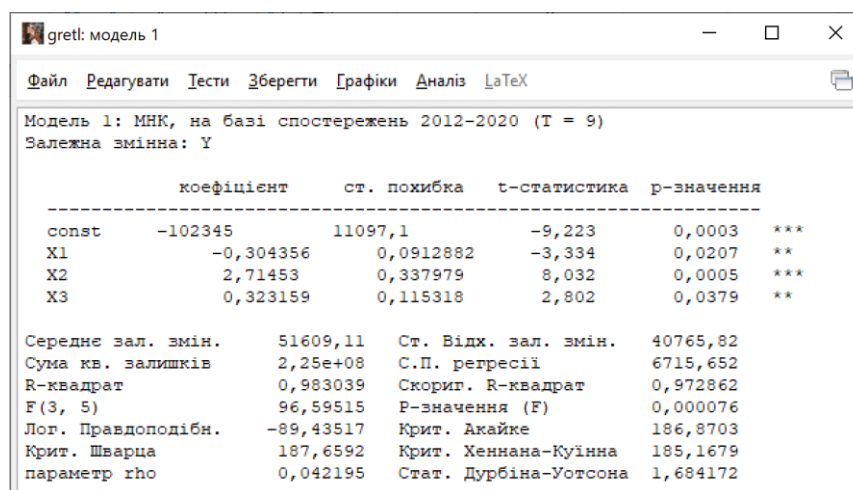 gretl: модель 1
Файл Редагувати Тести Зберегти Графіки Аналіз LaTeX
Модель 1: МНК, на базі спостережень 2012-2020 (T = 9)
Залежна змінна: Y
коефіцієнт ст. похибка t-статистика p-значення
---------------------------------------------------------------
const -102345 11097,1 -9,223 0,0003 ***
X1 -0,304356 0,0912882 -3,334 0,0207 **
X2 2,71453 0,337979 8,032 0,0005 ***
X3 0,323159 0,115318 2,802 0,0379 **
Середнє зал. змін. 51609,11 Ст. Відх. зал. змін. 40765,82
Сума кв. залишків 2,25e+08 С.П. регресії 6715,652
R-квадрат 0,983039 Скориг. R-квадрат 0,972862
F(3, 5) 96,59515 P-значення (F) 0,000076
Лог. Правдоподібн. -89,43517 Крит. Акайке 186,8703
Крит. Шварца 187,6592 Крит. Хеннана-Куїнна 185,1679
параметр rho 0,042195 Стат. Дурбіна-Уотсона 1,684172